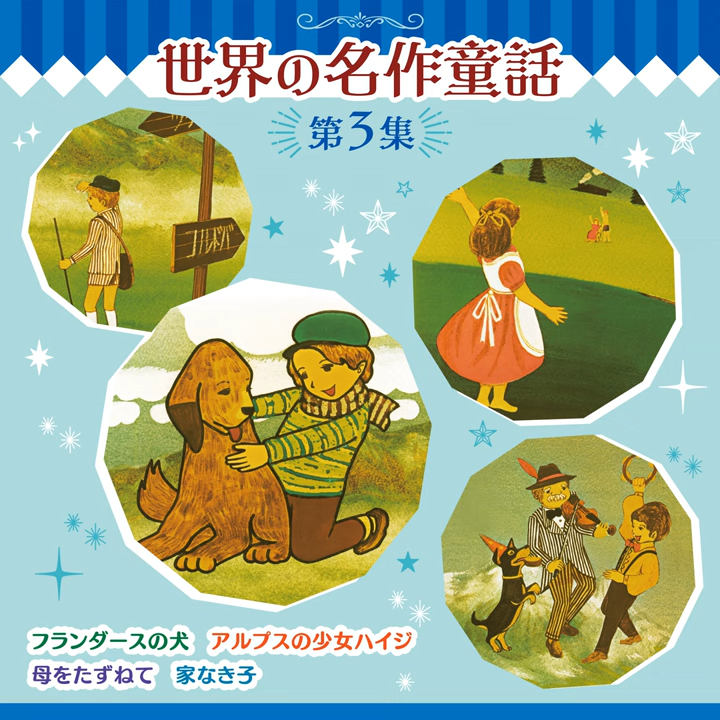 世界の名作童話
第3集
コルドバ
フランダースの犬 アルプスの少女ハイジ
母をたずねて 家なき子